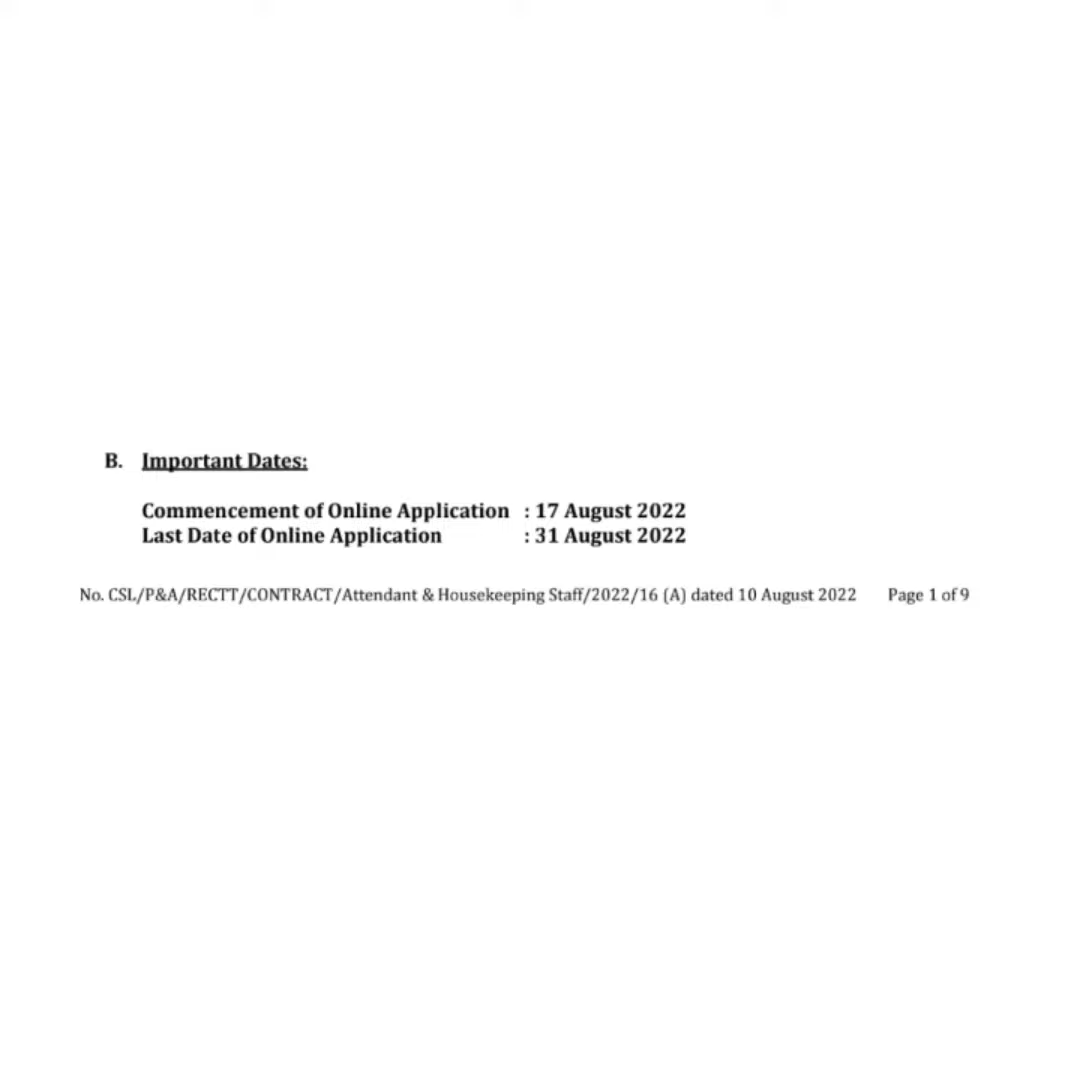 B. Important Dates:
Commencement of Online Application : 17 August 2022
Last Date of Online Application : 31 August 2022
No. CSL/P&A/RECTT/CONTRACT/Attendant & Housekeeping Staff/2022/16 (A) dated 10 August 2022 Page 1 of 9